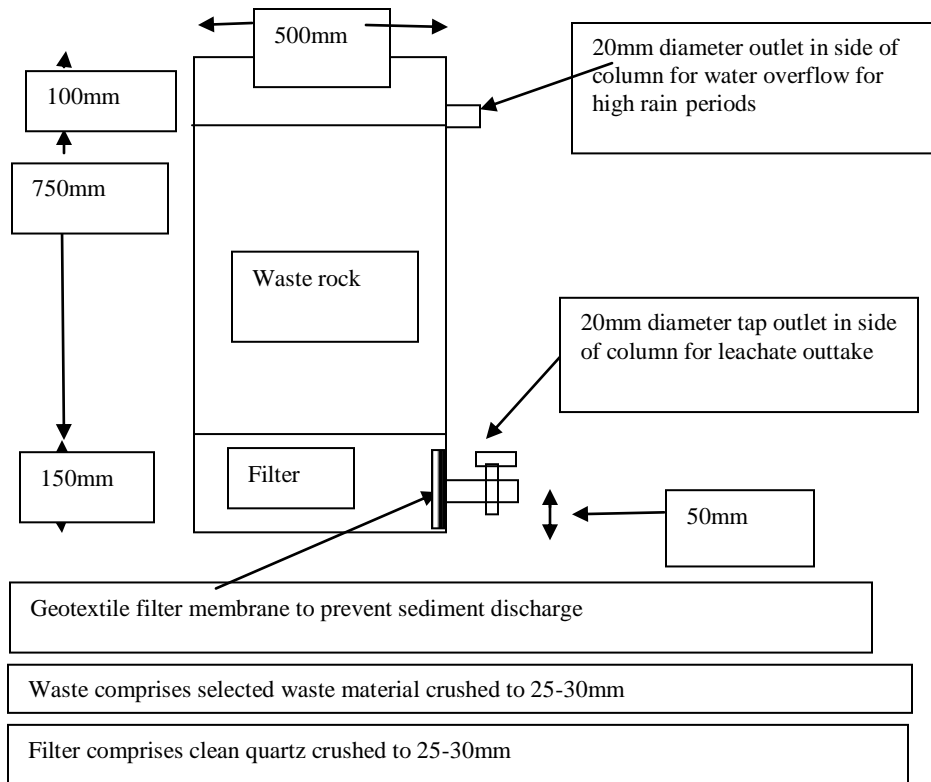 500mm
20mm diameter outlet in side of
column for water overflow for
high rain periods
100mm
750mm
Waste rock
20mm diameter tap outlet in side
of column for leachate outtake
150mm
Filter
50mm
Geotextile filter membrane to prevent sediment discharge
Waste comprises selected waste material crushed to 25-30mm
Filter comprises clean quartz crushed to 25-30mm